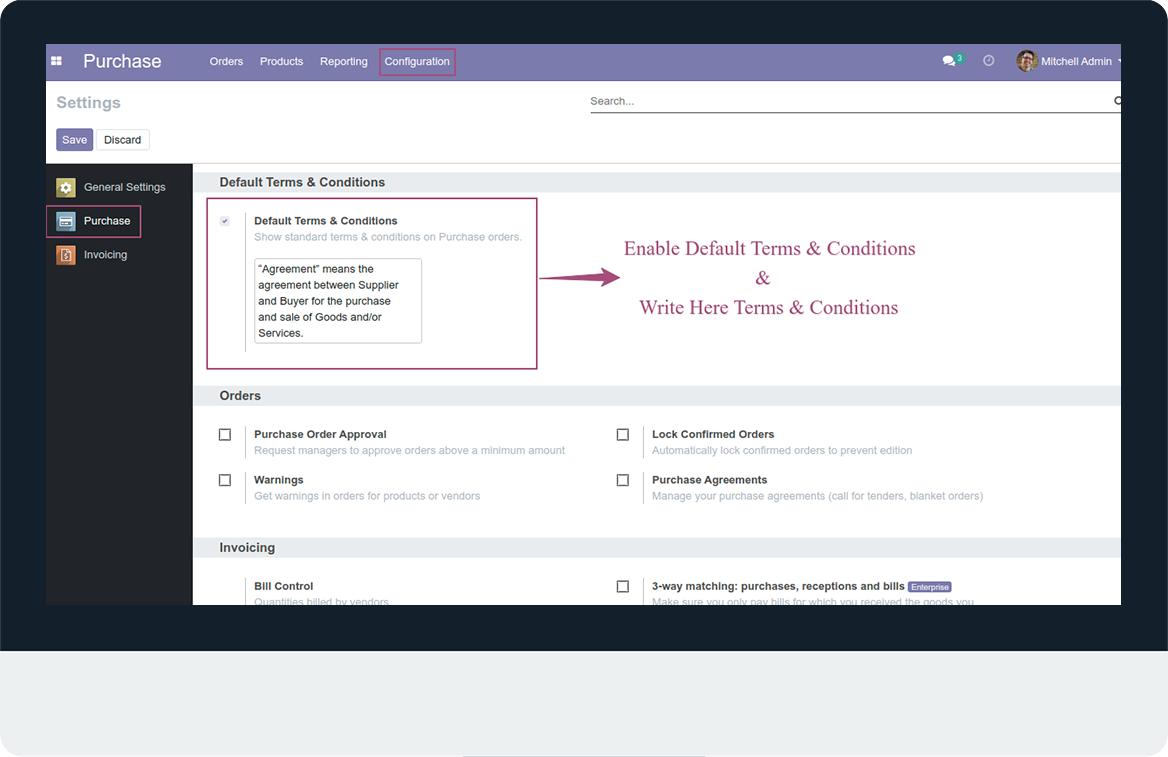 Purchase Orders Products Reporting Configuration 3 Mitchell Admin
Settings Search...
Save Discard
General Settings
Purchase
Invoicing
Default Terms & Conditions
Default Terms & Conditions
Show standard terms & conditions on Purchase orders.
“Agreement” means the
agreement between Supplier
and Buyer for the purchase
and sale of Goods and/or
Services.
Enable Default Terms & Conditions
&
Write Here Terms & Conditions
Orders
Purchase Order Approval
Request managers to approve orders above a minimum amount
Lock Confirmed Orders
Automatically lock confirmed orders to prevent edition
Warnings
Get warnings in orders for products or vendors
Purchase Agreements
Manage your purchase agreements (call for tenders, blanket orders)
Invoicing
Bill Control
Quantities billed by vendors
3-way matching: purchases, receptions and bills Enterprise
Make sure you only pay bills for which you received the goods you